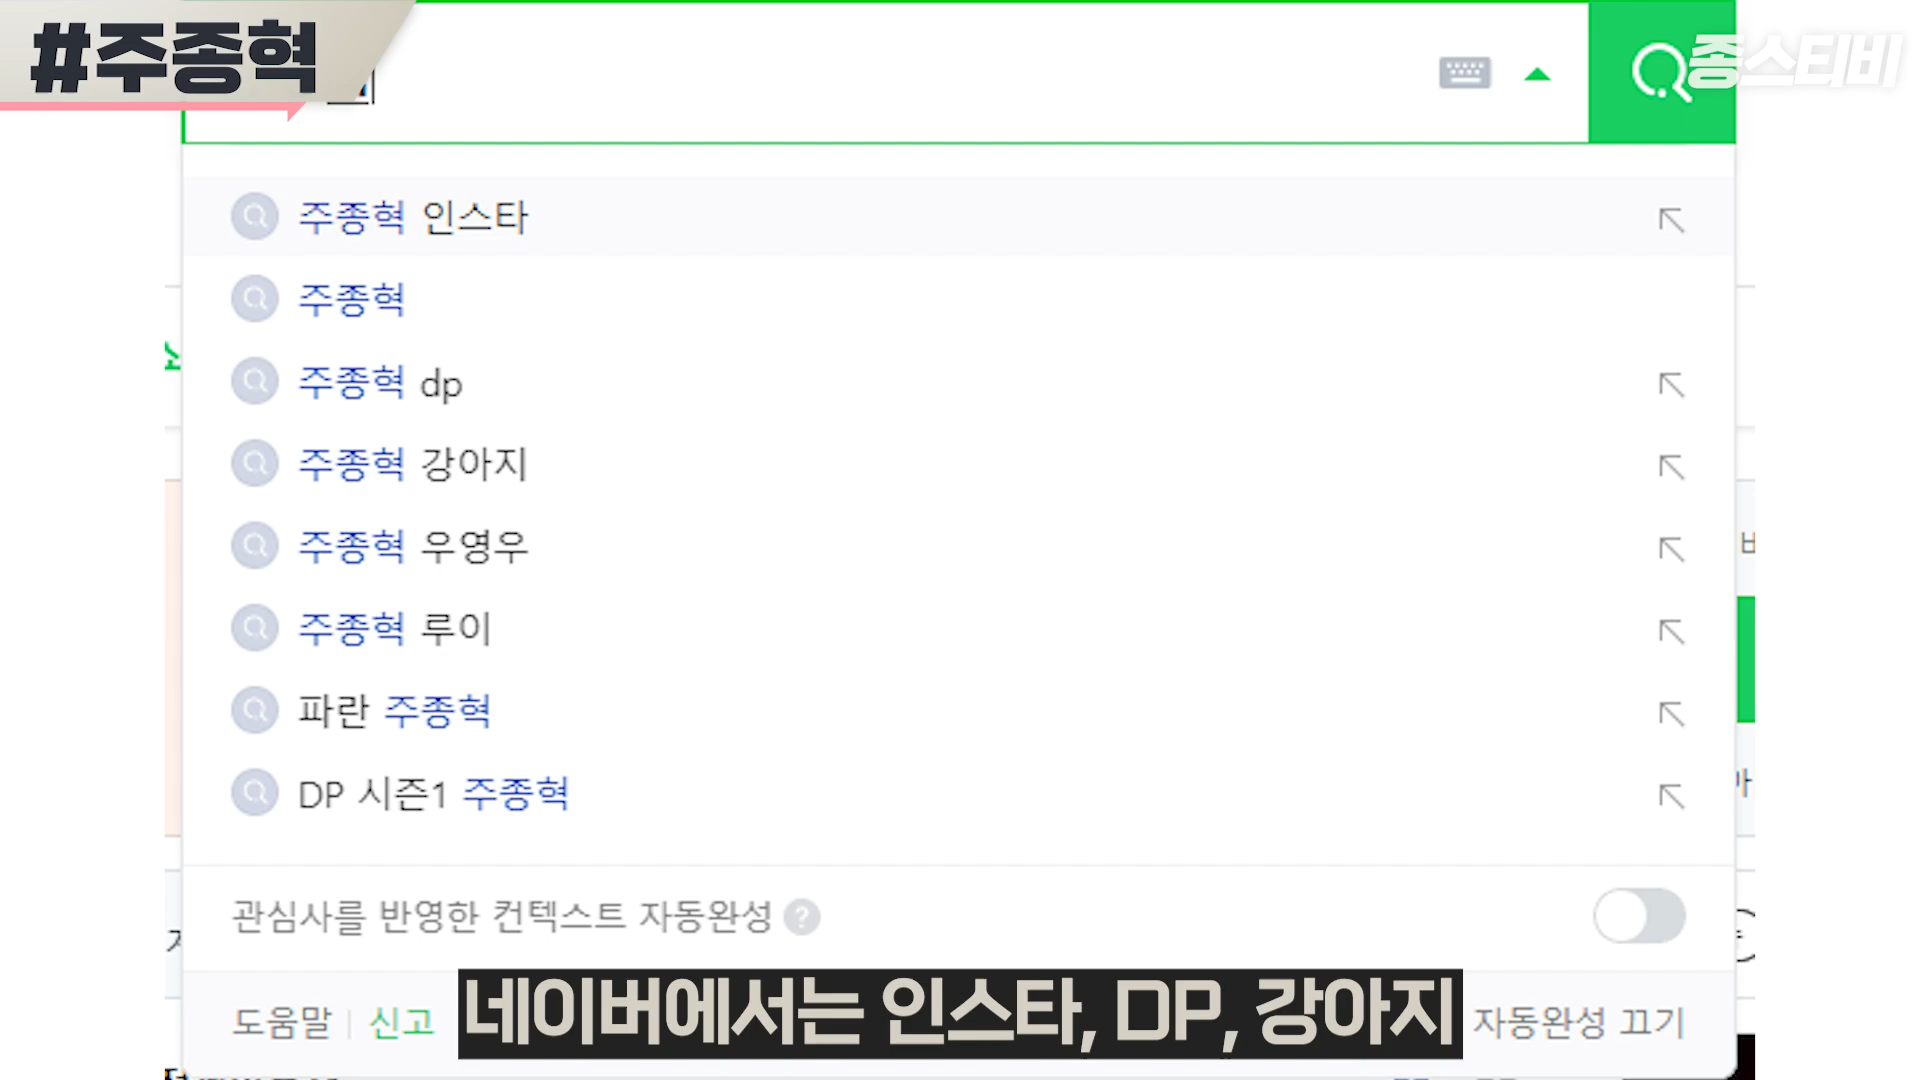 #주종혁
종스티비
주종혁 인스타
주종혁
주종혁 dp
주종혁 강아지
주종혁 우영우
주종혁 루이
파란 주종혁
DP 시즌1 주종혁
관심사를 반영한 컨텍스트 자동완성 ?
도움말 | 신고
자동완성 끄기
네이버에서는 인스타, DP, 강아지